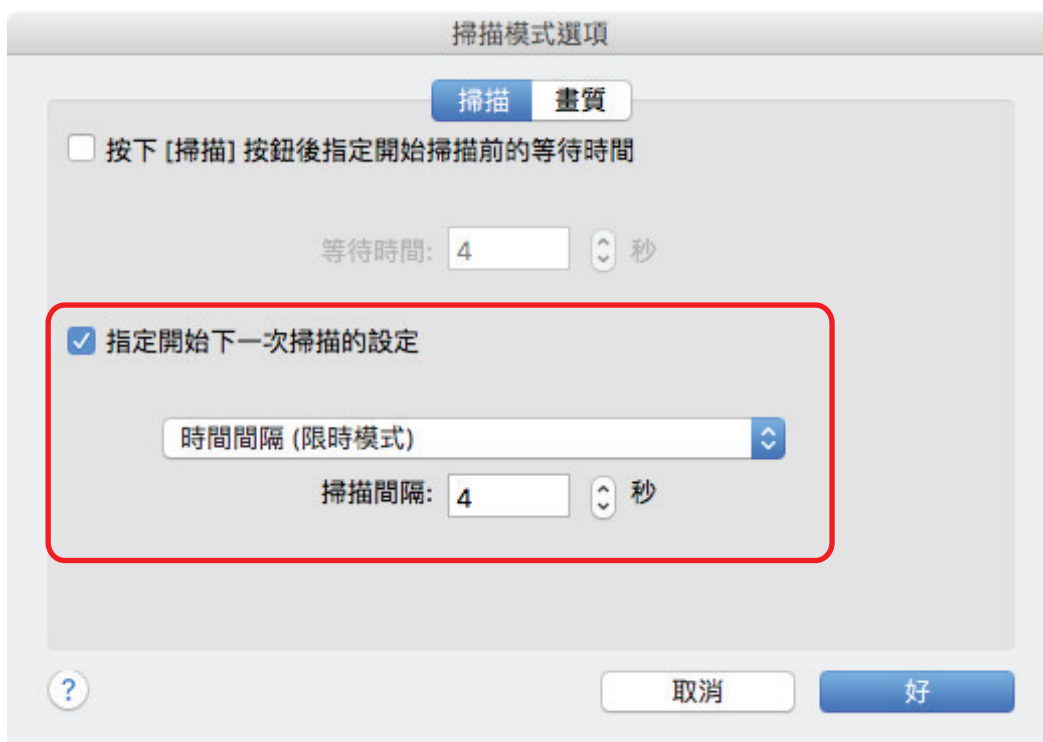 掃描模式選項
掃描 畫質
按下 [掃描] 按鈕後指定開始掃描前的等待時間
等待時間: 4 秒
指定開始下一次掃描的設定
時間間隔 (限時模式)
掃描間隔: 4 秒
? 取消 好